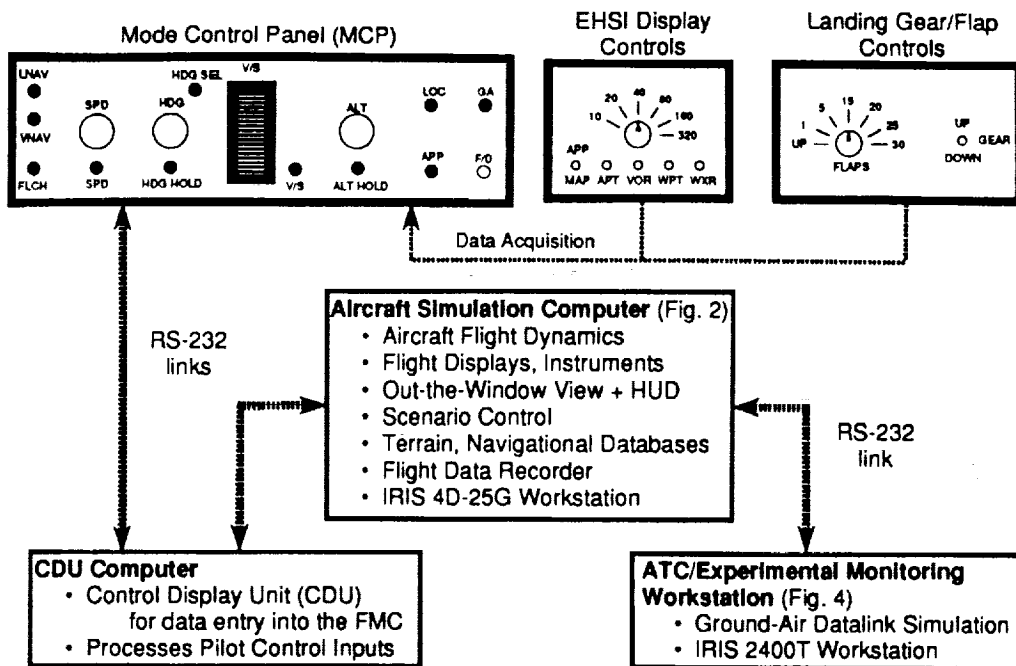 Mode Control Panel (MCP)
LNAV
VNAV
FLCH
SPD
SPD
HDG SEL
HDG
HDG HOLD
V/S
V/S
ALT
ALT HOLD
LOC
GA
APP
F/D
EHSI Display
Controls
10
20
40
80
160
320
APP
MAP APT VOR WPT WXR
Landing Gear/Flap
Controls
UP
1
5
15
20
25
30
FLAPS
UP
GEAR
DOWN
Data Acquisition
RS-232
links
Aircraft Simulation Computer (Fig. 2)
• Aircraft Flight Dynamics
• Flight Displays, Instruments
• Out-the-Window View + HUD
• Scenario Control
• Terrain, Navigational Databases
• Flight Data Recorder
• IRIS 4D-25G Workstation
RS-232
link
CDU Computer
• Control Display Unit (CDU)
for data entry into the FMC
• Processes Pilot Control Inputs
ATC/Experimental Monitoring
Workstation (Fig. 4)
• Ground-Air Datalink Simulation
• IRIS 2400T Workstation